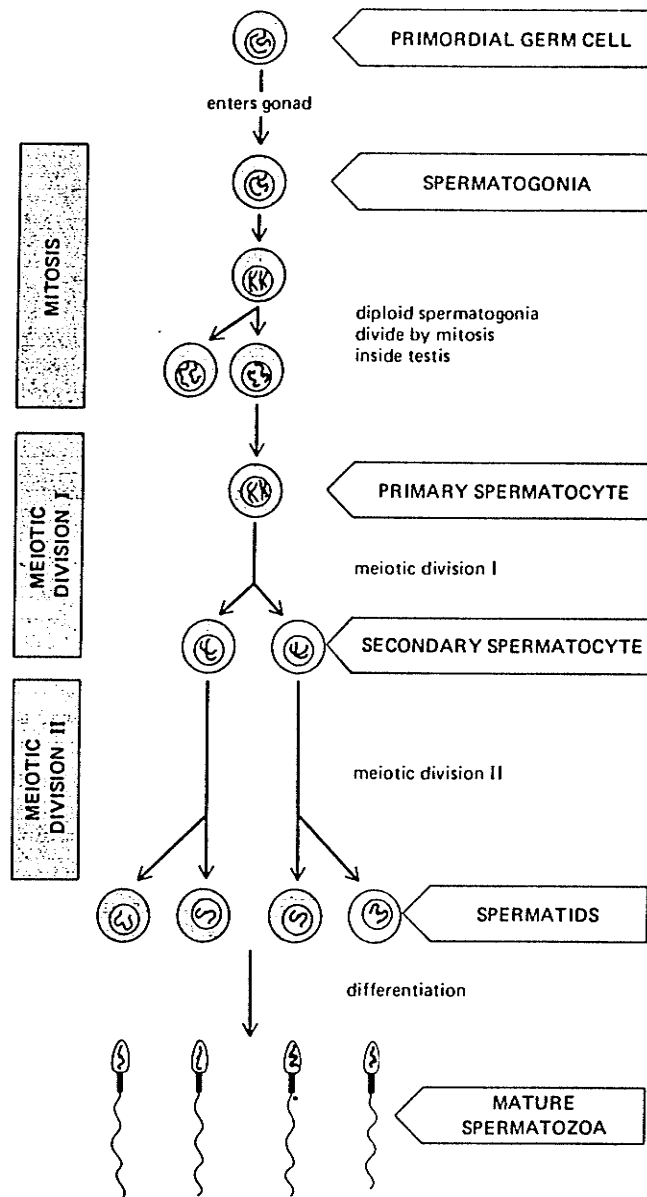 PRIMORDIAL GERM CELL
enters gonad
SPERMATOGONIA
MITOSIS
diploid spermatogonia
divide by mitosis
inside testis
PRIMARY SPERMATOCYTE
MEIOTIC
DIVISION I
meiotic division I
SECONDARY SPERMATOCYTE
MEIOTIC
DIVISION II
meiotic division II
SPERMATIDS
differentiation
MATURE
SPERMATOZOA